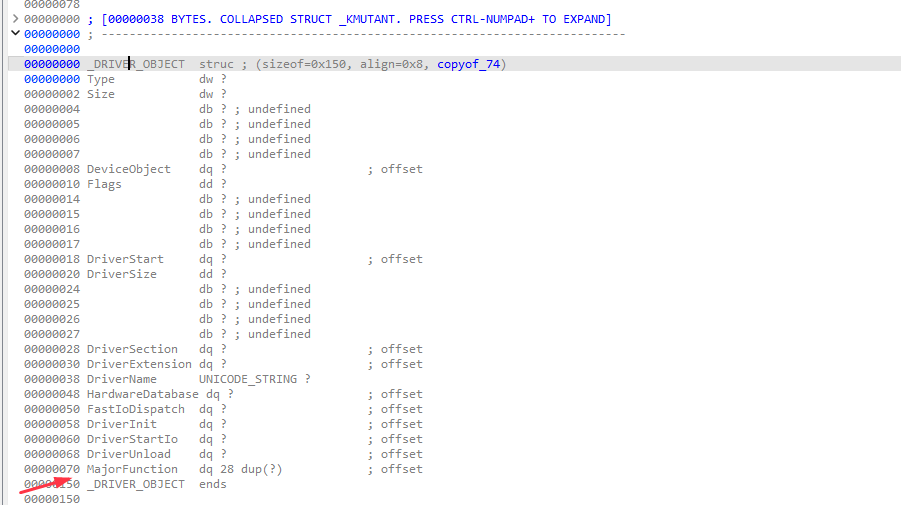 00000078
00000000 ; [00000038 BYTES. COLLAPSED STRUCT _KMUTANT. PRESS CTRL-NUMPAD+ TO EXPAND]
00000000 ; ---------------------------------------------------------------------------
00000000
00000000 _DRIVER_OBJECT struc ; (sizeof=0x150, align=0x8, copyof_74)
00000000 Type dw ?
00000002 Size dw ?
00000004 db ? ; undefined
00000005 db ? ; undefined
00000006 db ? ; undefined
00000007 db ? ; undefined
00000008 DeviceObject dq ? ; offset
00000010 Flags dd ?
00000014 db ? ; undefined
00000015 db ? ; undefined
00000016 db ? ; undefined
00000017 db ? ; undefined
00000018 DriverStart dq ? ; offset
00000020 DriverSize dd ?
00000024 db ? ; undefined
00000025 db ? ; undefined
00000026 db ? ; undefined
00000027 db ? ; undefined
00000028 DriverSection dq ? ; offset
00000030 DriverExtension dq ? ; offset
00000038 DriverName UNICODE_STRING ?
00000048 HardwareDatabase dq ? ; offset
00000050 FastIoDispatch dq ? ; offset
00000058 DriverInit dq ? ; offset
00000060 DriverStartIo dq ? ; offset
00000068 DriverUnload dq ? ; offset
00000070 MajorFunction dq 28 dup(?) ; offset
00000150 _DRIVER_OBJECT ends
00000150